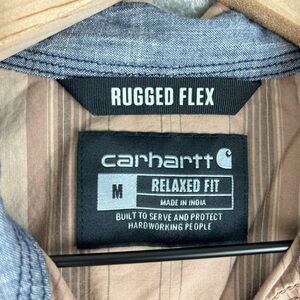 RUGGED FLEX
carhartt
M RELAXED FIT
MADE IN INDIA
BUILT TO SERVE AND PROTECT
HARDWORKING PEOPLE